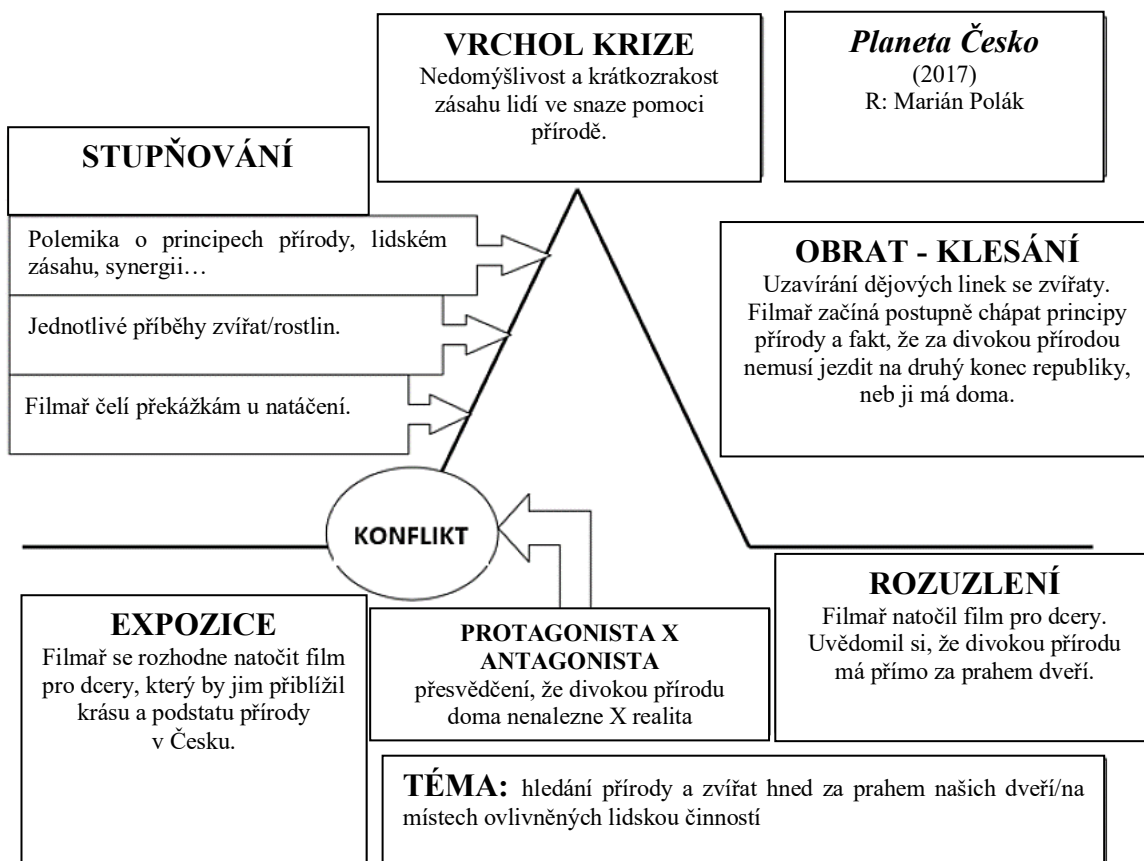 VRCHOL KRIZE
Nedomýšlivost a krátkozrakost
zásahu lidí ve snaze pomoci
přírodě.
Planeta Česko
(2017)
R: Marián Polák
STUPŇOVÁNÍ
Polemika o principech přírody, lidském
zásahu, synergii…
Jednotlivé příběhy zvířat/rostlin.
Filmař čelí překážkám u natáčení.
OBRAT - KLESÁNÍ
Uzavírání dějových linek se zvířaty.
Filmař začíná postupně chápat principy
přírody a fakt, že za divokou přírodou
nemusí jezdit na druhý konec republiky,
neb ji má doma.
KONFLIKT
EXPOZICE
Filmař se rozhodne natočit film
pro dcery, který by jim přiblížil
krásu a podstatu přírody
v Česku.
PROTAGONISTA X
ANTAGONISTA
přesvědčení, že divokou přírodu
doma nenalezne X realita
ROZUZLENÍ
Filmař natočil film pro dcery.
Uvědomil si, že divokou přírodu
má přímo za prahem dveří.
TÉMA: hledání přírody a zvířat hned za prahem našich dveří/na
místech ovlivněných lidskou činností